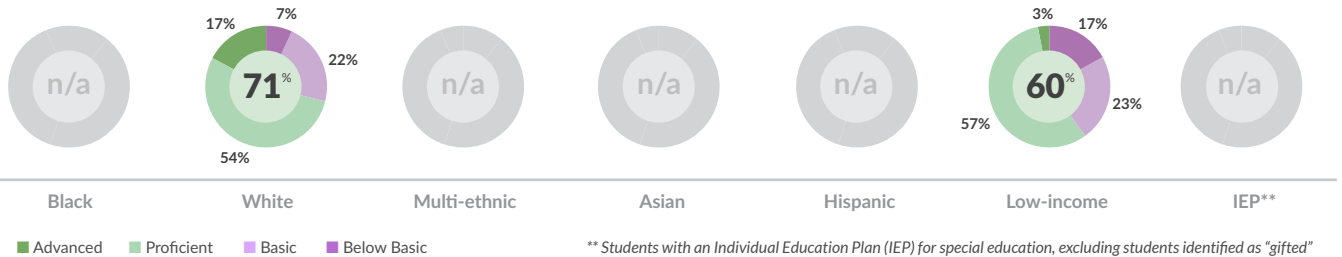 3%
17%
7%
17%
22%
n/a
71%
n/a
n/a
n/a
60%
n/a
23%
57%
54%
Black
White
Multi-ethnic
Asian
Hispanic
Low-income
IEP**
Advanced
Proficient
Basic
Below Basic
** Students with an Individual Education Plan (IEP) for special education, excluding students identified as “gifted”